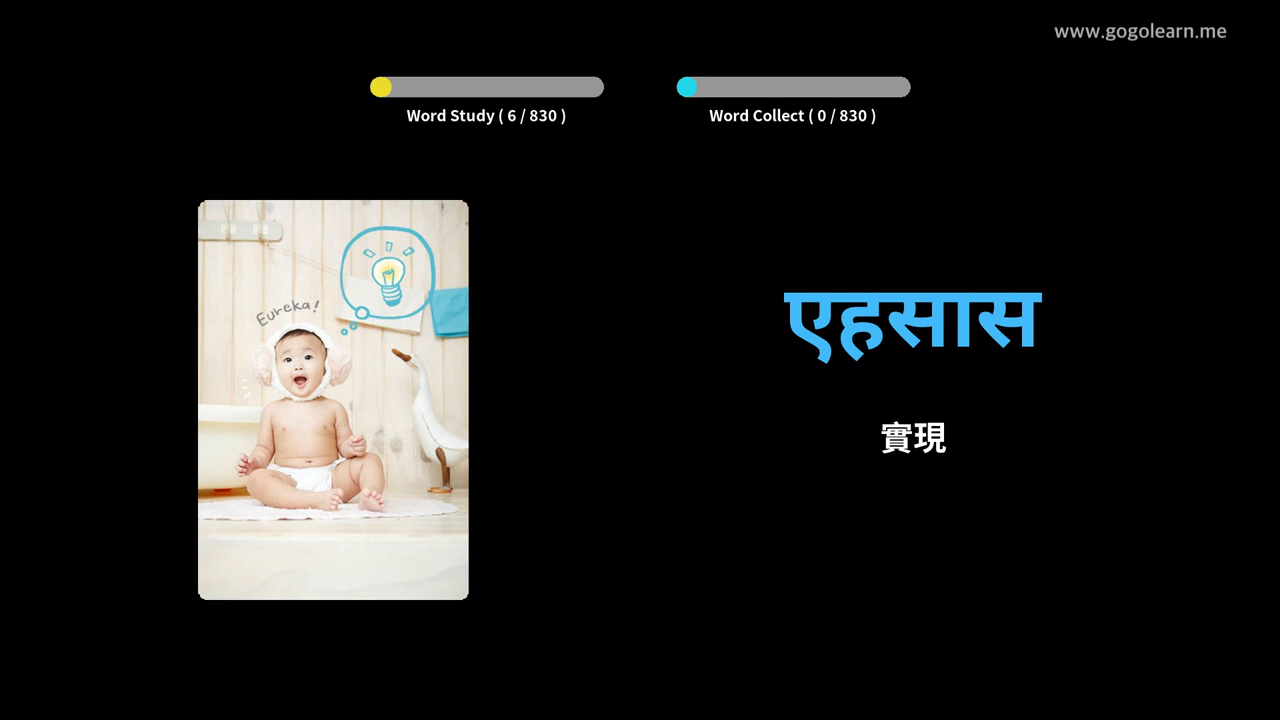 www.gogolearn.me
Word Study ( 6 / 830 )
Word Collect ( 0 / 830 )
Eureka!
एहसास
實現